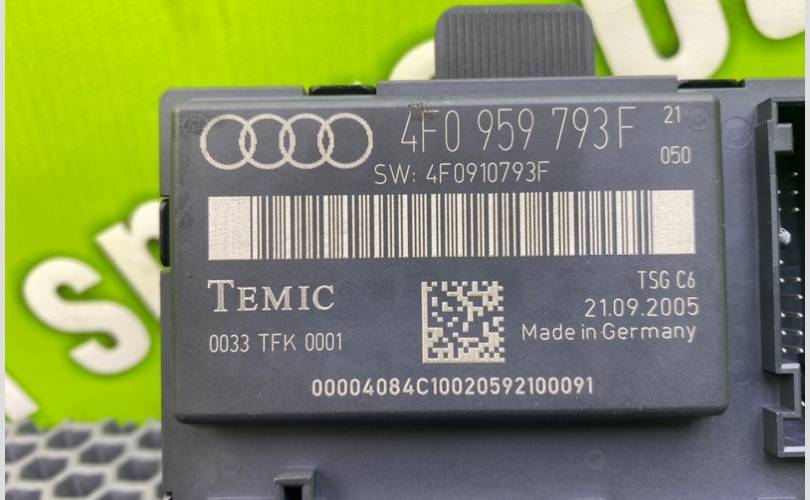 4F0 959 793F 21
050
SW: 4F0910793F
TEMIC
TSG C6
21.09.2005
0033 TFK 0001
Made in Germany
00004084C10020592100091